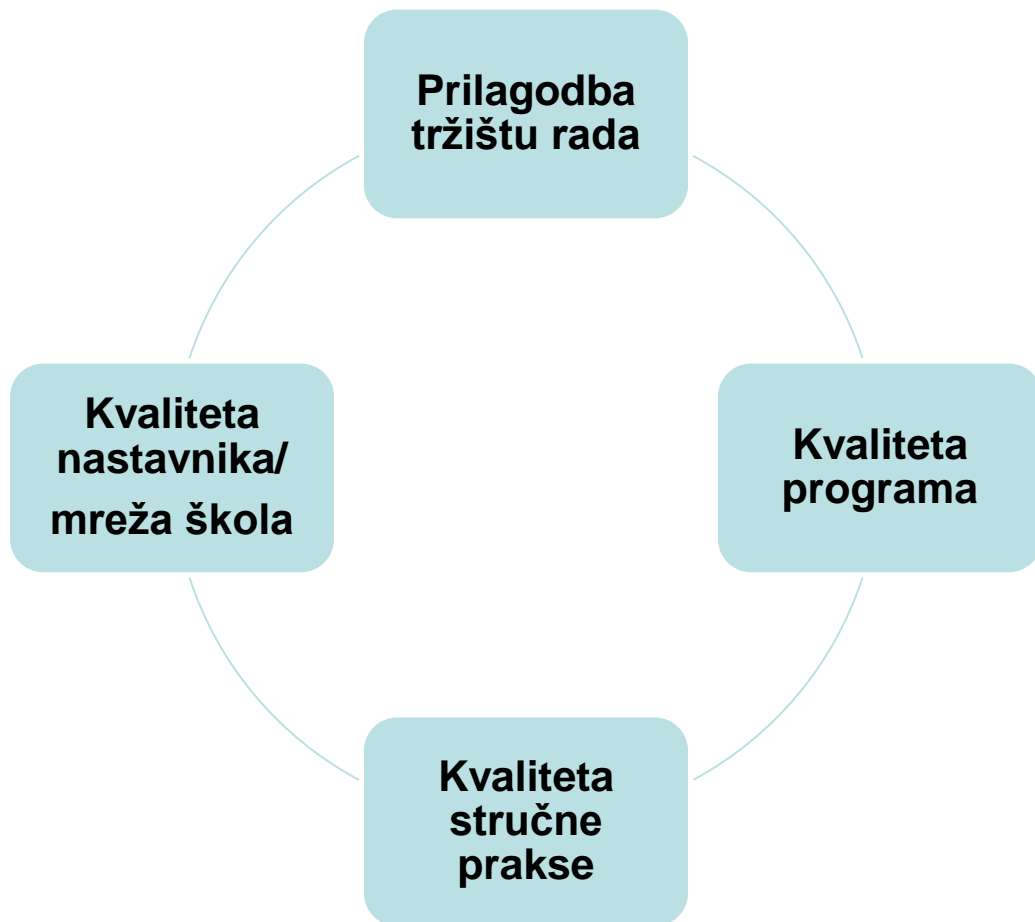 Prilagodba
tržištu rada
Kvaliteta
nastavnika/
mreža škola
Kvaliteta
programa
Kvaliteta
stručne
prakse